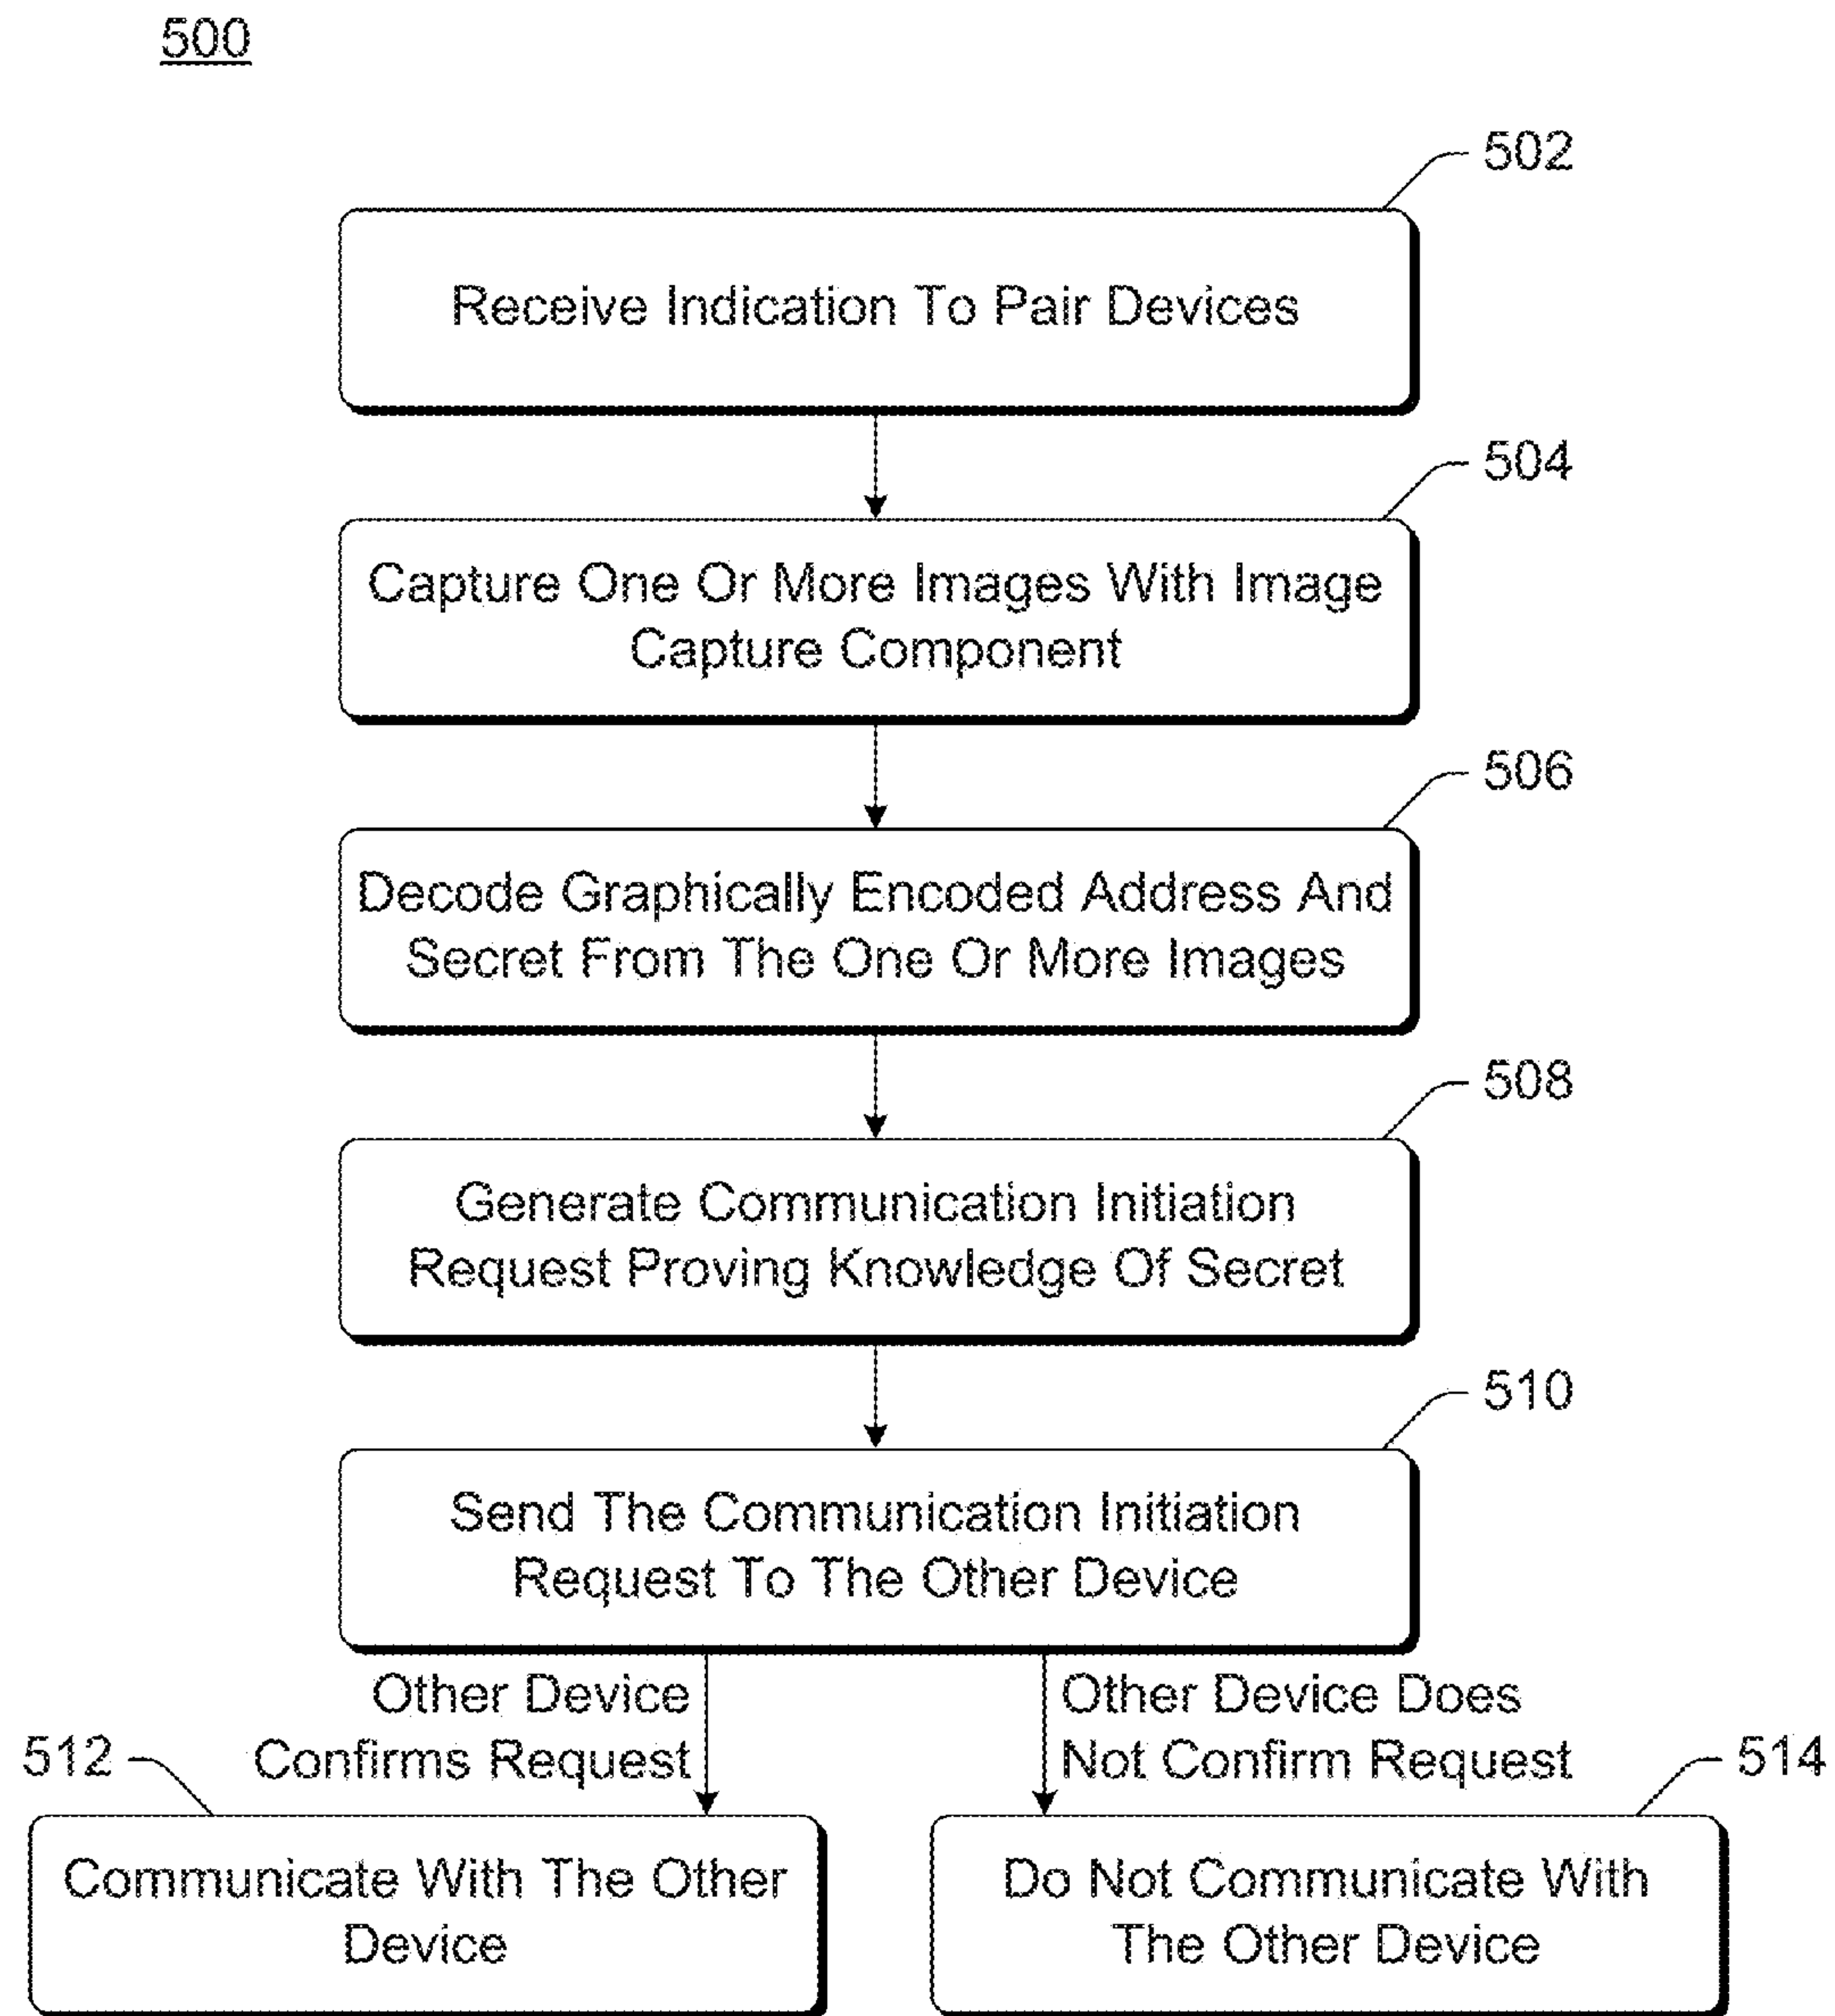 500
502
Receive Indication To Pair Devices
504
Capture One Or More Images With Image
Capture Component
506
Decode Graphically Encoded Address And
Secret From The One Or More Images
508
Generate Communication Initiation
Request Proving Knowledge Of Secret
510
Send The Communication Initiation
Request To The Other Device
Other Device
Confirms Request
Other Device Does
Not Confirm Request
512
514
Communicate With The Other
Device
Do Not Communicate With
The Other Device